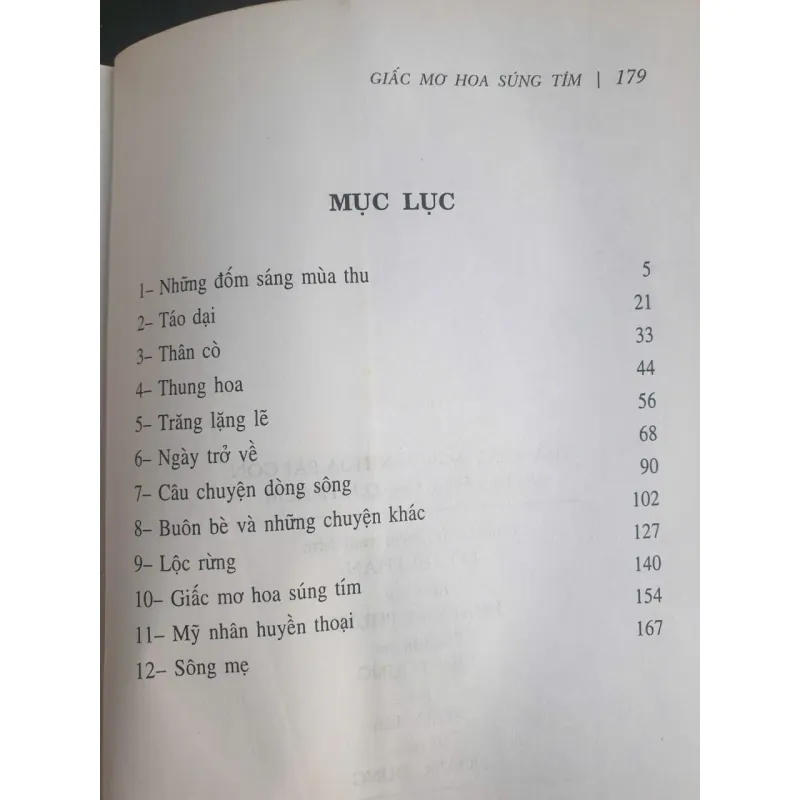 GIẤC MƠ HOA SÚNG TÍM | 179
MỤC LỤC
1– Những đốm sáng mùa thu 5
2– Táo dại 21
3– Thân cò 33
4– Thung hoa 44
5– Trăng lặng lẽ 56
6– Ngày trở về 68
7– Câu chuyện dòng sông 90
8– Buôn bè và những chuyện khác 102
9– Lộc rừng 127
10– Giấc mơ hoa súng tím 140
11– Mỹ nhân huyền thoại 154
12– Sông mẹ 167